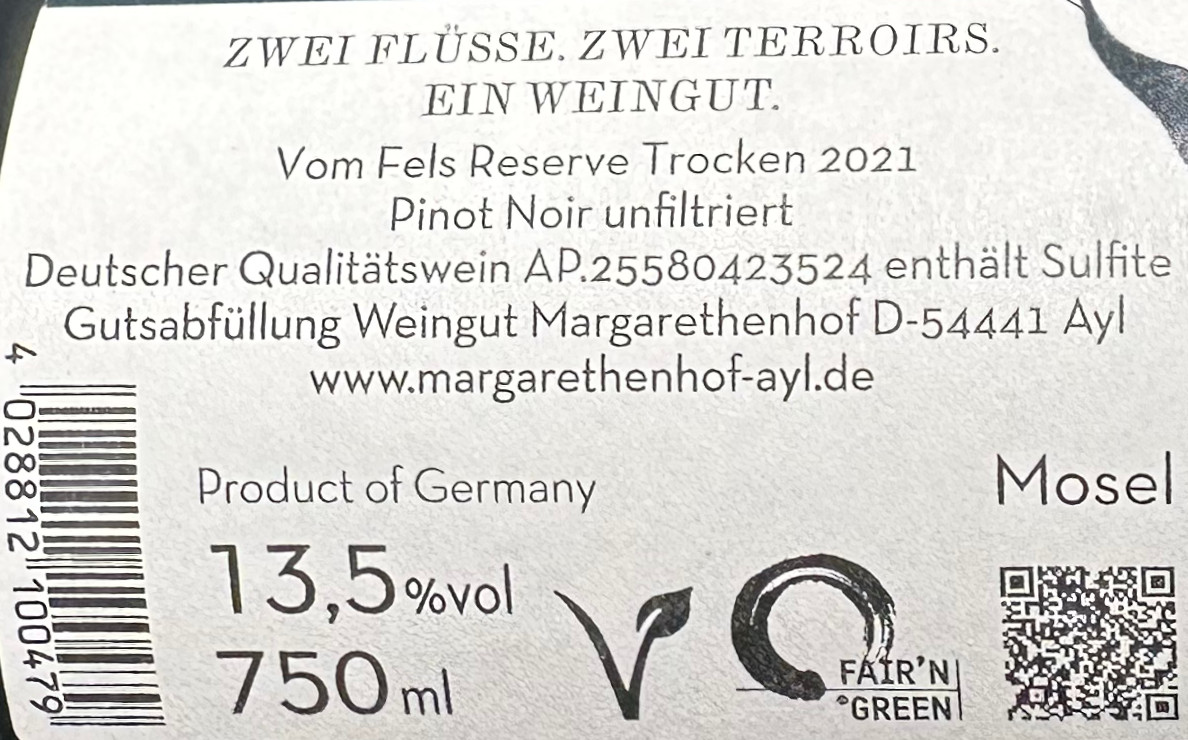 ZWEI FLÜSSE. ZWEI TERROIRS.
EIN WEINGUT.
Vom Fels Reserve Trocken 2021
Pinot Noir unfiltriert
Deutscher Qualitätswein AP.25580423524 enthält Sulfite
Gutsabfüllung Weingut Margarethenhof D-54441 Ayl
www.margarethenhof-ayl.de
4 028812 100479
Product of Germany
Mosel
13,5%vol
750ml
FAIR'N
°GREEN